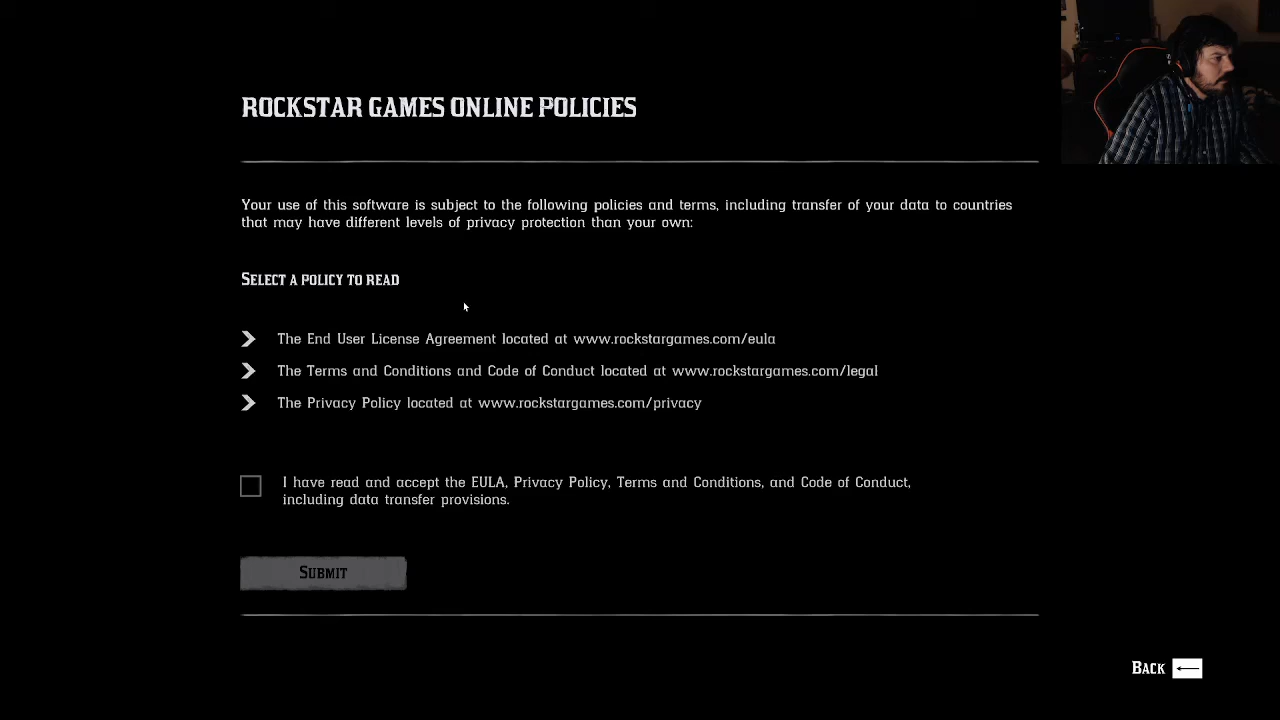 ROCKSTAR GAMES ONLINE POLICIES
Your use of this software is subject to the following policies and terms, including transfer of your data to countries
that may have different levels of privacy protection than your own:
SELECT A POLICY TO READ
The End User License Agreement located at www.rockstargames.com/eula
The Terms and Conditions and Code of Conduct located at www.rockstargames.com/legal
The Privacy Policy located at www.rockstargames.com/privacy
I have read and accept the EULA, Privacy Policy, Terms and Conditions, and Code of Conduct,
including data transfer provisions.
SUBMIT
BACK